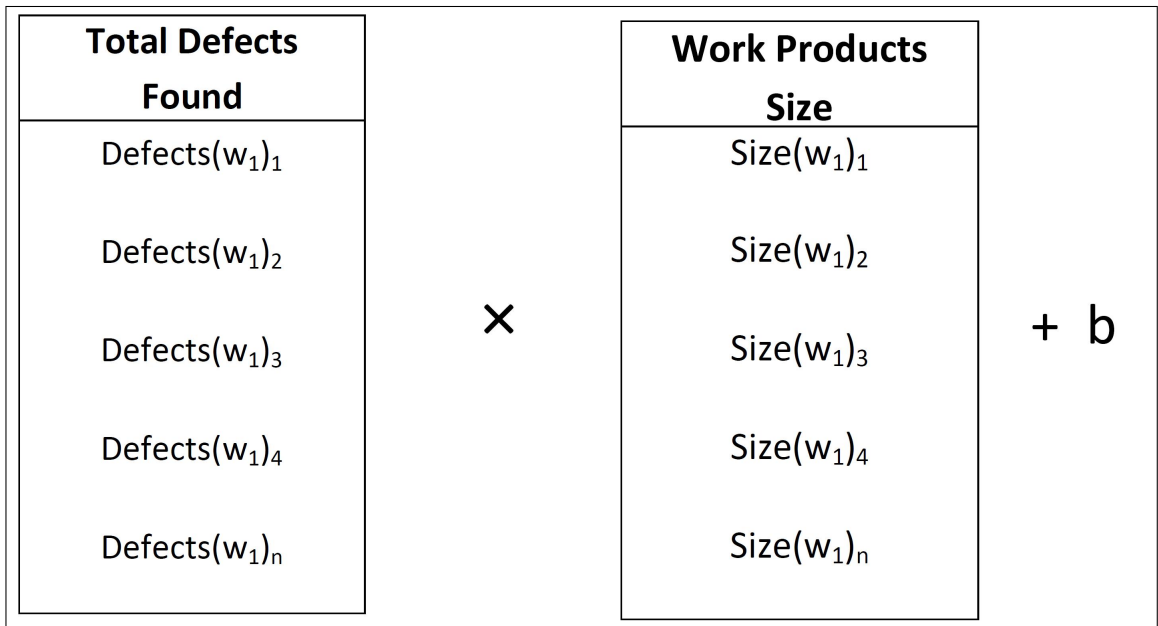 Total Defects
Found
Defects(w₁)₁
Defects(w₁)₂
Defects(w₁)₃
Defects(w₁)₄
Defects(w₁)ₙ
×
Work Products
Size
Size(w₁)₁
Size(w₁)₂
Size(w₁)₃
Size(w₁)₄
Size(w₁)ₙ
+ b